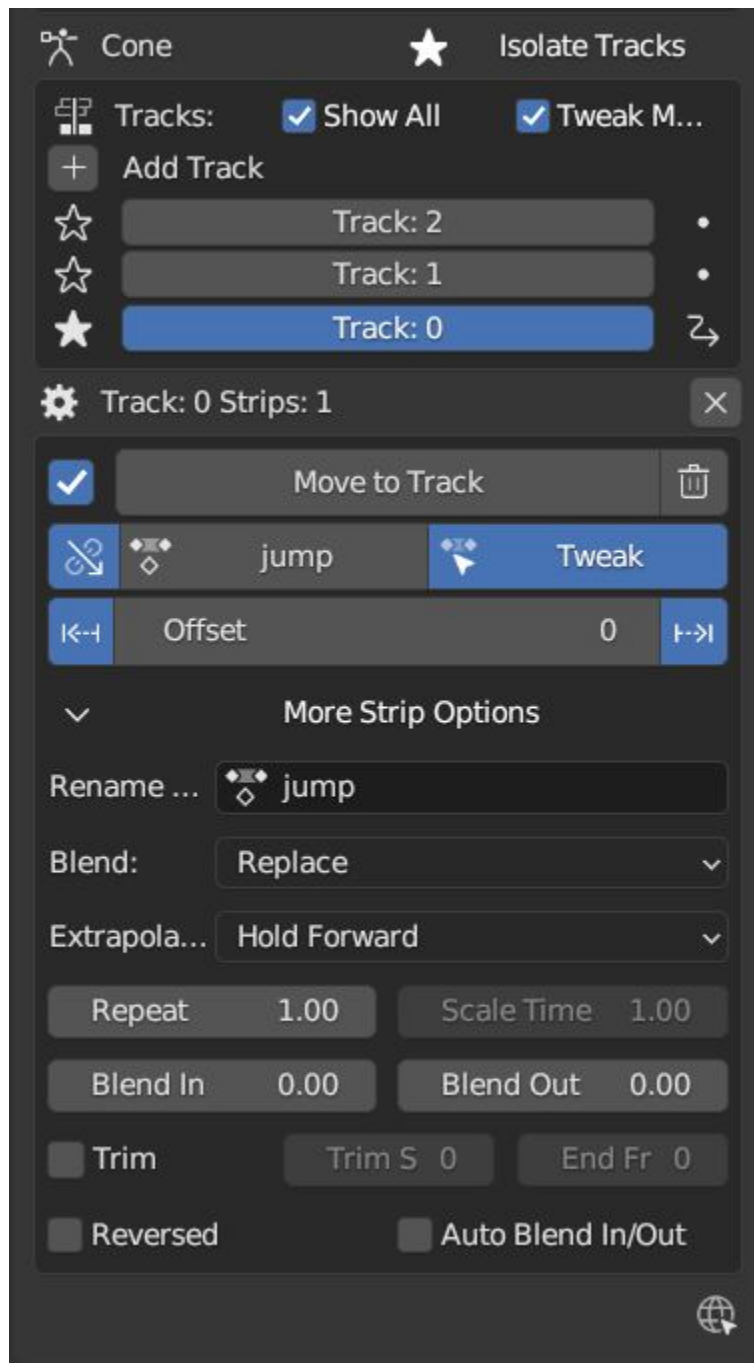 Cone Isolate Tracks
Tracks: Show All Tweak M...
Add Track
Track: 2
Track: 1
Track: 0
Track: 0 Strips: 1
Move to Track
jump Tweak
Offset 0
More Strip Options
Rename ... jump
Blend: Replace
Extrapola... Hold Forward
Repeat 1.00 Scale Time 1.00
Blend In 0.00 Blend Out 0.00
Trim Trim S 0 End Fr 0
Reversed Auto Blend In/Out